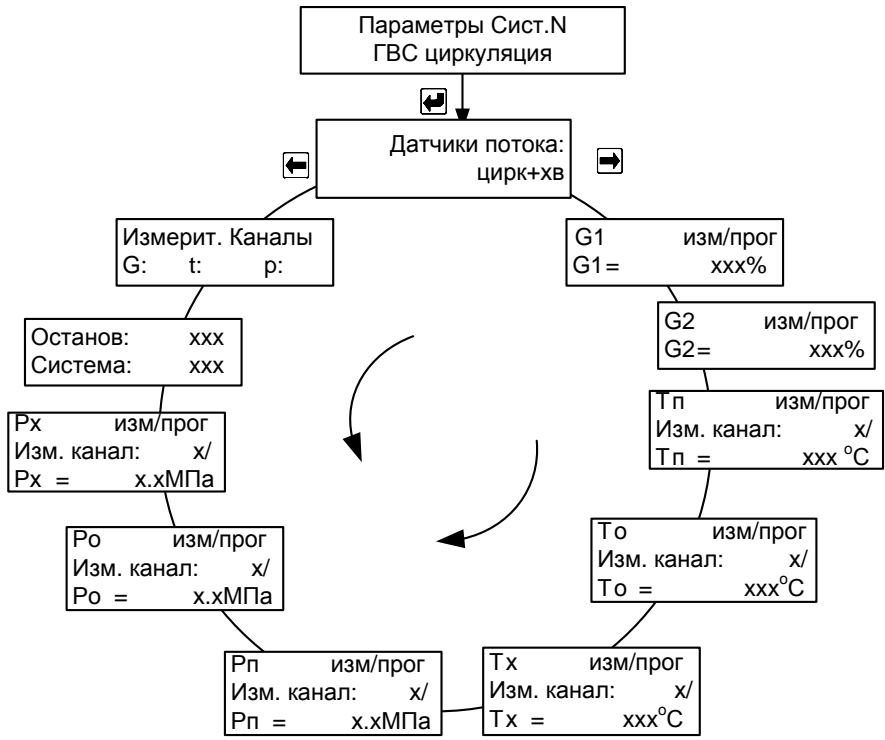 Параметры Сист.N
ГВС циркуляция
Датчики потока:
цирк+хв
G1 изм/прог
G1= xxx%
G2 изм/прог
G2= xxx%
Тп изм/прог
Изм. канал: x/
Тп = xxx °C
То изм/прог
Изм. канал: x/
То = xxx°C
Тх изм/прог
Изм. канал: x/
Тх = xxx°C
Рп изм/прог
Изм. канал: x/
Рп = x.xМПа
Ро изм/прог
Изм. канал: x/
Ро = x.xМПа
Рх изм/прог
Изм. канал: x/
Рх = x.xМПа
Останов: xxx
Система: xxx
Измерит. Каналы
G: t: p: